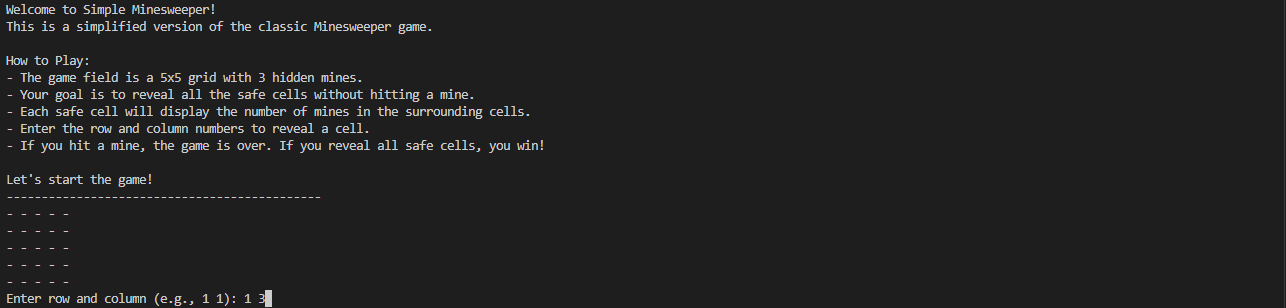 Welcome to Simple Minesweeper!
This is a simplified version of the classic Minesweeper game.
How to Play:
- The game field is a 5x5 grid with 3 hidden mines.
- Your goal is to reveal all the safe cells without hitting a mine.
- Each safe cell will display the number of mines in the surrounding cells.
- Enter the row and column numbers to reveal a cell.
- If you hit a mine, the game is over. If you reveal all safe cells, you win!
Let's start the game!
---------------------------------------------
- - - - -
- - - - -
- - - - -
- - - - -
- - - - -
Enter row and column (e.g., 1 1): 1 3